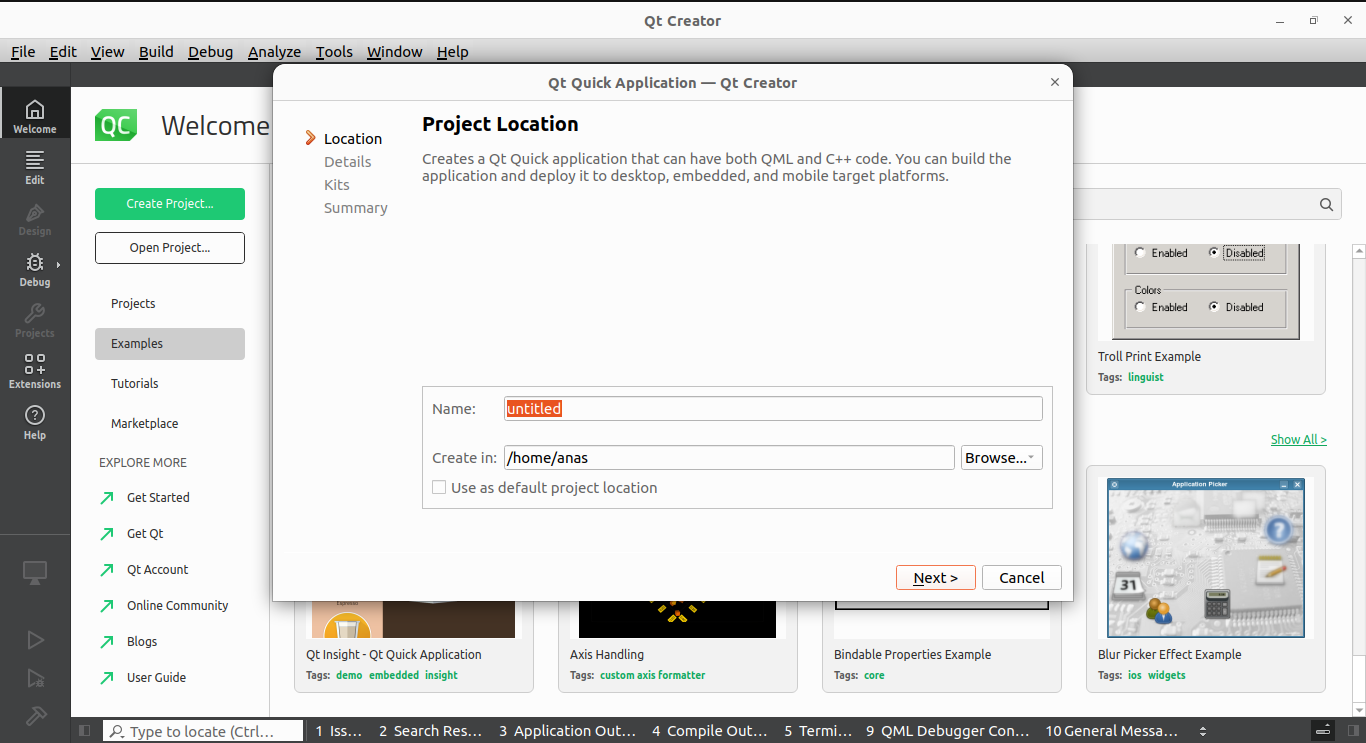 Qt Creator
File Edit View Build Debug Analyze Tools Window Help
Qt Quick Application — Qt Creator
Welcome
Edit
Design
Debug
Projects
Extensions
Help
QC Welcome
Create Project...
Open Project...
Projects
Examples
Tutorials
Marketplace
EXPLORE MORE
Get Started
Get Qt
Qt Account
Online Community
Blogs
User Guide
Location
Details
Kits
Summary
Project Location
Creates a Qt Quick application that can have both QML and C++ code. You can build the
application and deploy it to desktop, embedded, and mobile target platforms.
Name: untitled
Create in: /home/anas Browse...
Use as default project location
Next > Cancel
Enabled Disabled
Colors
Enabled Disabled
Troll Print Example
Tags: linguist
Show All >
Application Picker
31
Qt Insight - Qt Quick Application
Tags: demo embedded insight
Axis Handling
Tags: custom axis formatter
Bindable Properties Example
Tags: core
Blur Picker Effect Example
Tags: ios widgets
Type to locate (Ctrl... 1 Iss... 2 Search Res... 3 Application Out... 4 Compile Out... 5 Termi... 9 QML Debugger Con... 10 General Messa...